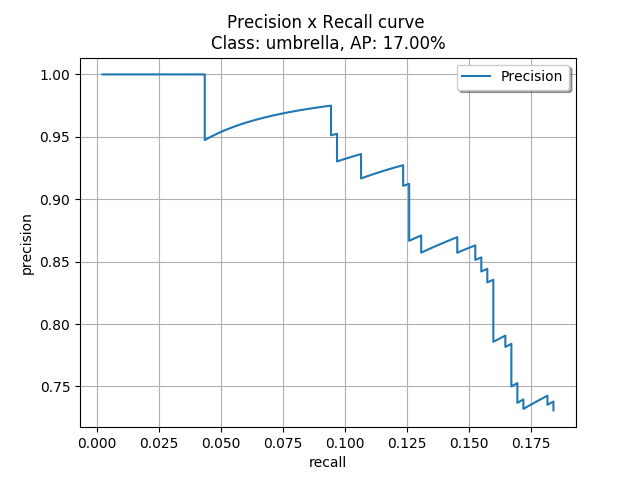 Precision x Recall curve
Class: umbrella, AP: 17.00%
Precision
1.00
0.95
0.90
0.85
0.80
0.75
precision
0.000 0.025 0.050 0.075 0.100 0.125 0.150 0.175
recall